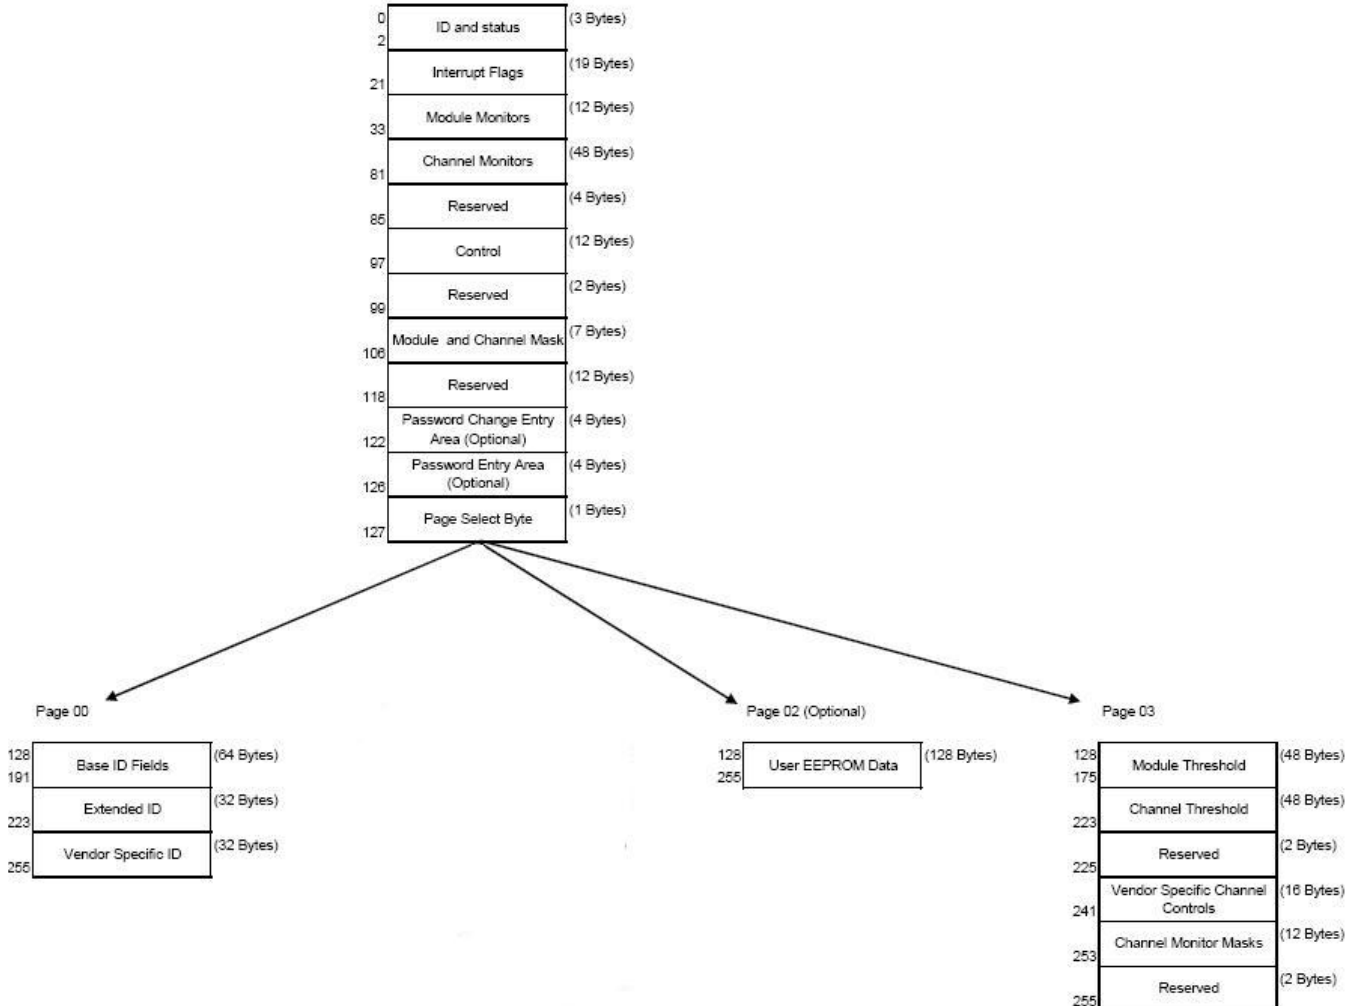 0
ID and status
(3 Bytes)
2
Interrupt Flags
(19 Bytes)
21
Module Monitors
(12 Bytes)
33
Channel Monitors
(48 Bytes)
81
Reserved
(4 Bytes)
85
Control
(12 Bytes)
97
Reserved
(2 Bytes)
99
Module and Channel Mask
(7 Bytes)
106
Reserved
(12 Bytes)
118
Password Change Entry
Area (Optional)
(4 Bytes)
122
Password Entry Area
(Optional)
(4 Bytes)
126
Page Select Byte
(1 Bytes)
127
Page 00
128
Base ID Fields
(64 Bytes)
191
Extended ID
(32 Bytes)
223
Vendor Specific ID
(32 Bytes)
255
Page 02 (Optional)
128
User EEPROM Data
(128 Bytes)
255
Page 03
128
Module Threshold
(48 Bytes)
175
Channel Threshold
(48 Bytes)
223
Reserved
(2 Bytes)
225
Vendor Specific Channel
Controls
(16 Bytes)
241
Channel Monitor Masks
(12 Bytes)
253
Reserved
(2 Bytes)
255